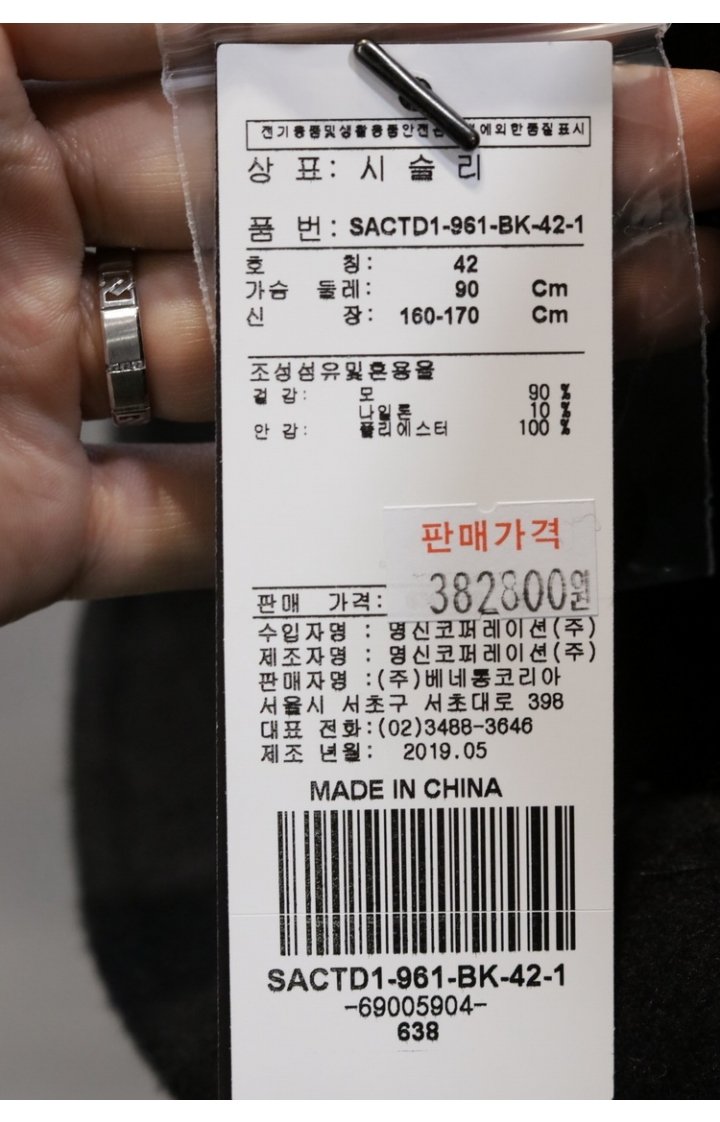 전기용품및생활용품안전관 에의한품질표시
상 표: 시 슬 리
품 번: SACTD1-961-BK-42-1
호 칭: 42
가슴 둘레: 90 Cm
신 장: 160-170 Cm
조성섬유및혼용율
겉 감: 모 90 %
나일론 10 %
안 감: 폴리에스터 100 %
판매가격
판매 가격: 382800원
수입자명 : 명신코퍼레이션(주)
제조자명 : 명신코퍼레이션(주)
판매자명 :(주)베네통코리아
서울시 서초구 서초대로 398
대표 전화:(02)3488-3646
제조 년월: 2019.05
MADE IN CHINA
SACTD1-961-BK-42-1
-69005904-
638